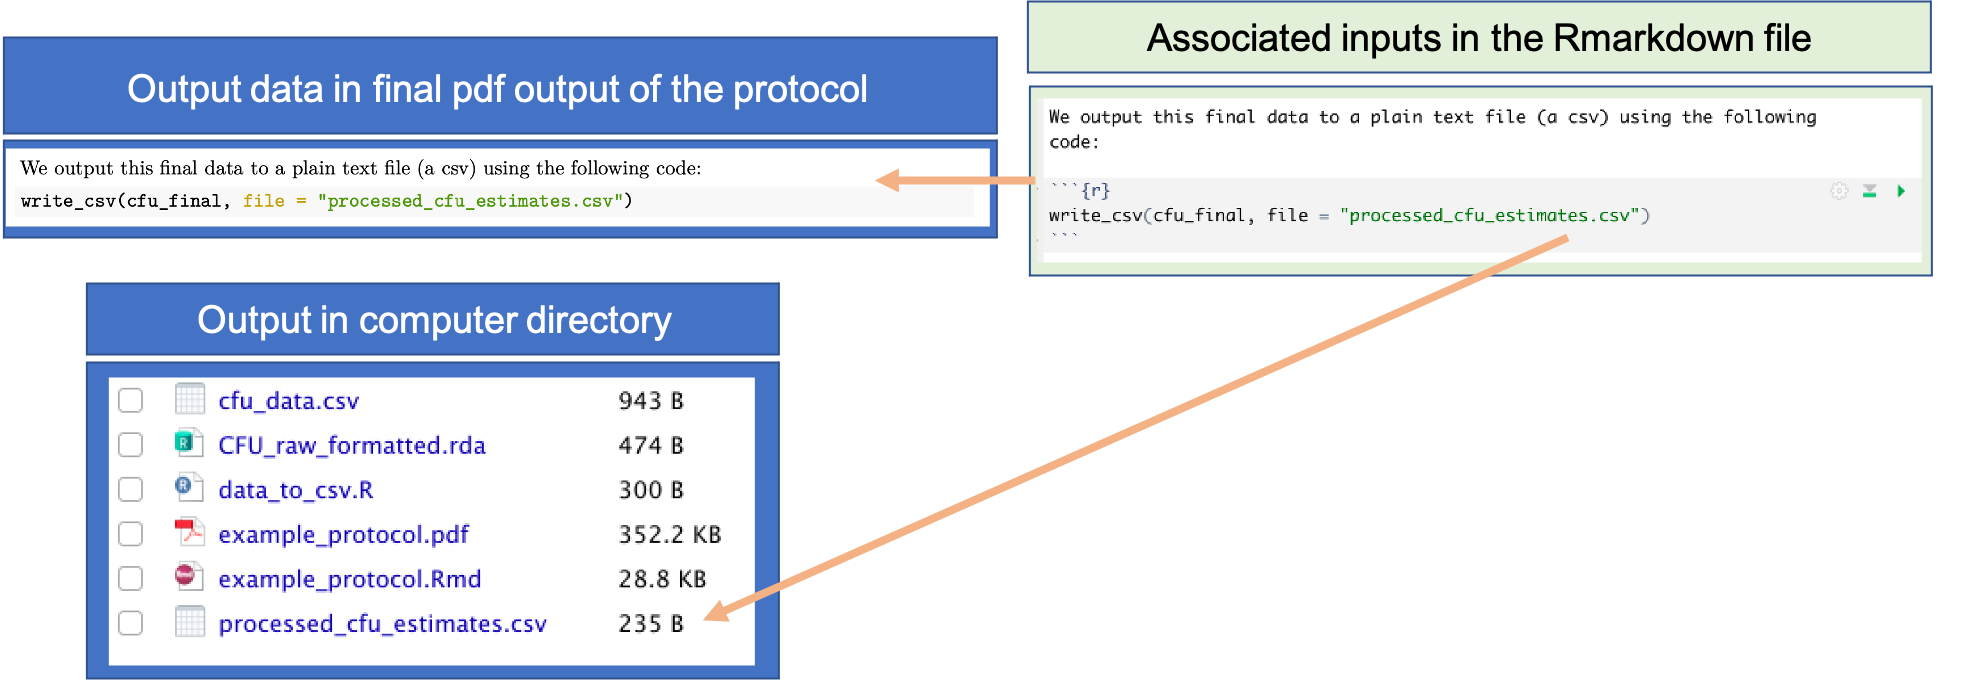 Output data in final pdf output of the protocol
We output this final data to a plain text file (a csv) using the following code:
write_csv(cfu_final, file = "processed_cfu_estimates.csv")
Associated inputs in the Rmarkdown file
We output this final data to a plain text file (a csv) using the following
code:
```{r}
write_csv(cfu_final, file = "processed_cfu_estimates.csv")
```
Output in computer directory
cfu_data.csv 943 B
CFU_raw_formatted.rda 474 B
data_to_csv.R 300 B
example_protocol.pdf 352.2 KB
example_protocol.Rmd 28.8 KB
processed_cfu_estimates.csv 235 B